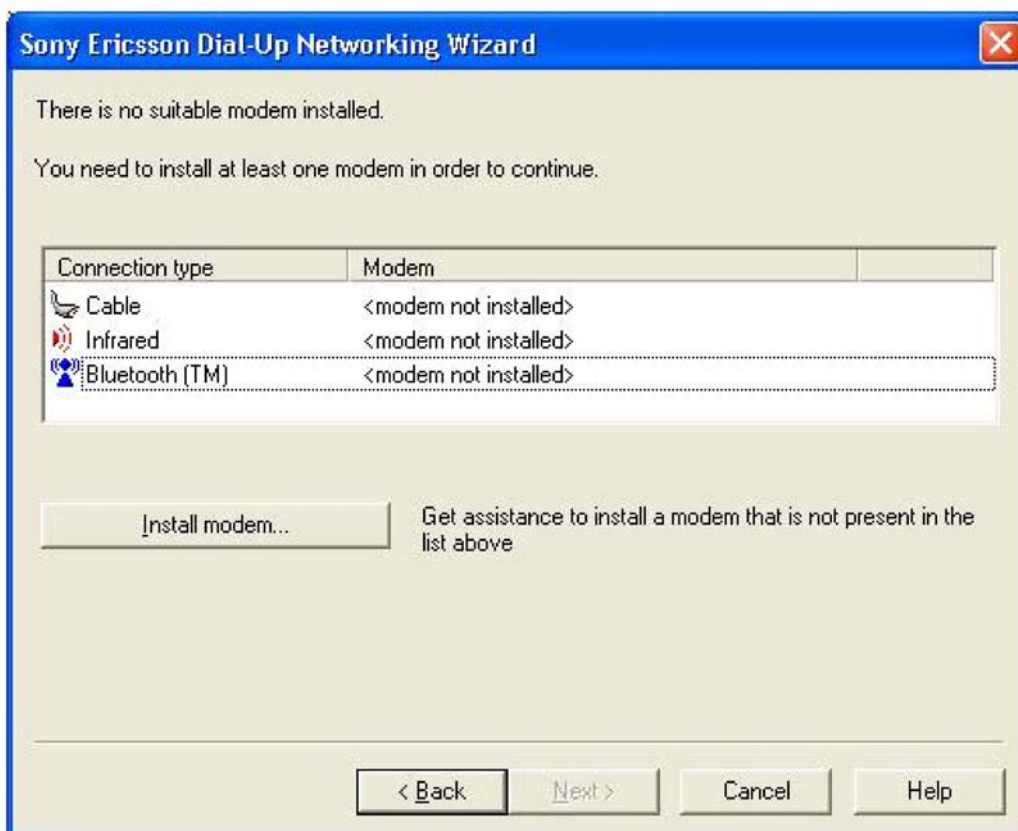 Sony Ericsson Dial-Up Networking Wizard
There is no suitable modem installed.
You need to install at least one modem in order to continue.
Connection type Modem
Cable <modem not installed>
Infrared <modem not installed>
Bluetooth (TM) <modem not installed>
Install modem... Get assistance to install a modem that is not present in the
list above
< Back Next > Cancel Help